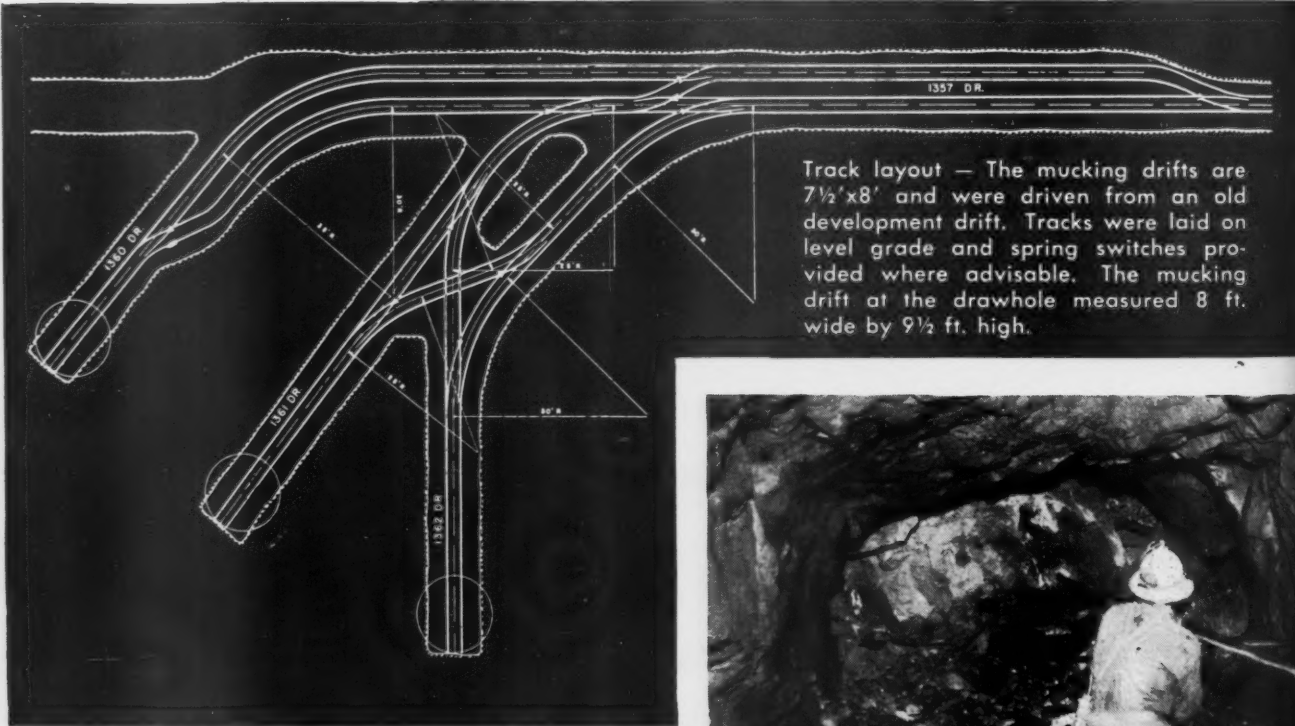 1357 DR.
Track layout — The mucking drifts are
7½'x8' and were driven from an old
development drift. Tracks were laid on
level grade and spring switches pro-
vided where advisable. The mucking
drift at the drawhole measured 8 ft.
wide by 9½ ft. high.
1360 DR.
1361 DR
1362 DR
30'R
30'R